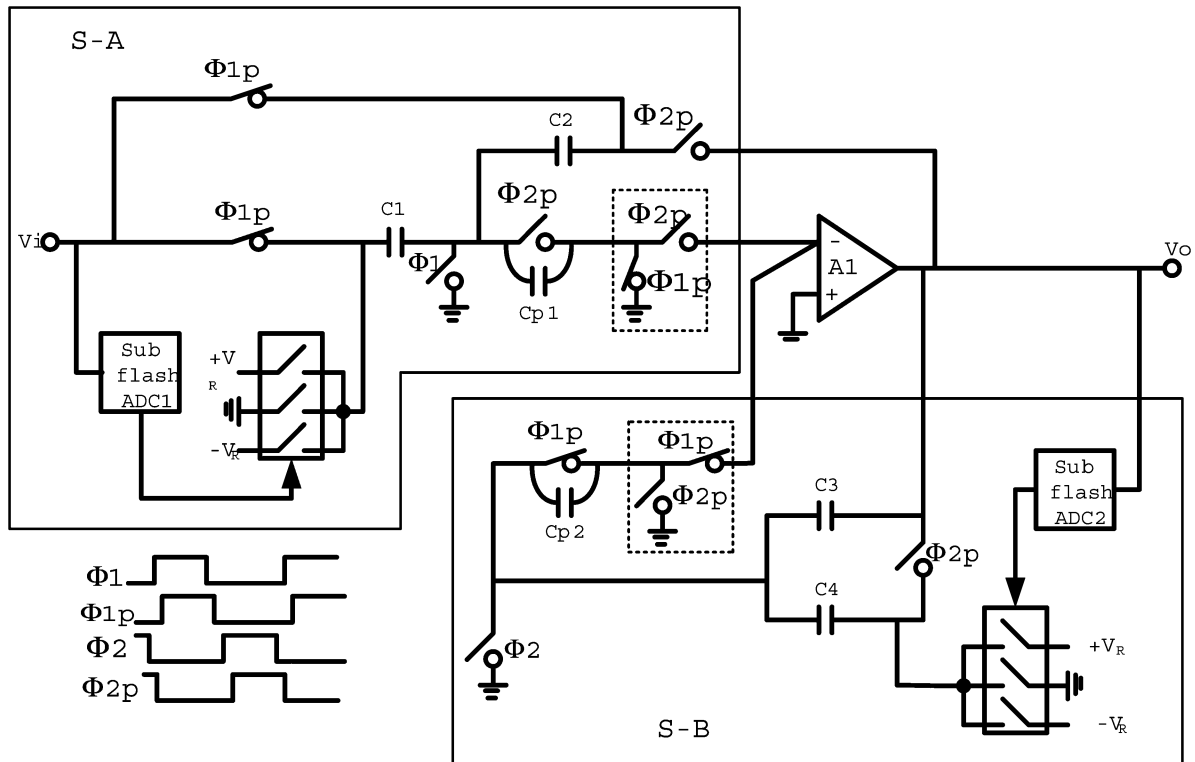 S-A
Φ1p
C2
Φ2p
Φ1p
C1
Φ2p
Φ2p
Vi
Vo
Φ1
Φ1p
-
A1
+
Cp1
Sub
flash
ADC1
+V
R
-VR
Φ1p
Φ1p
Sub
flash
ADC2
Φ2p
C3
Cp2
Φ2p
C4
Φ1
Φ1p
Φ2
Φ2p
Φ2
+VR
-VR
S-B